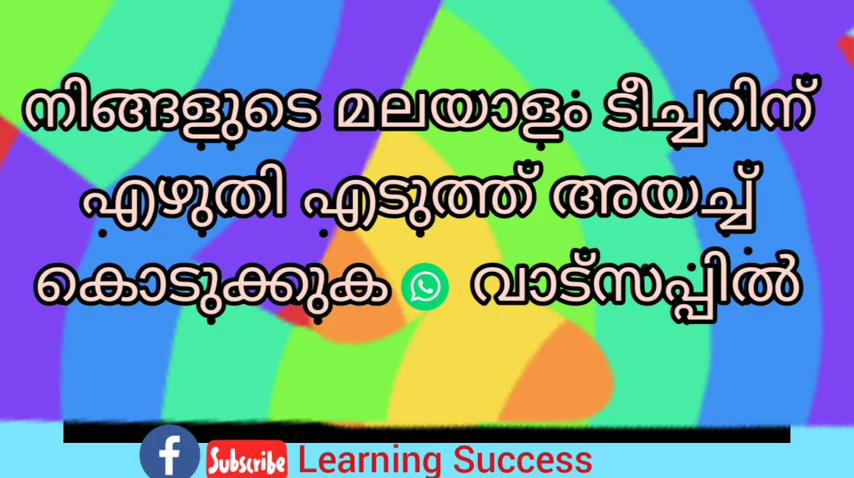 നിങ്ങളുടെ മലയാളം ടീച്ചറിന്
എഴുതി എടുത്ത് അയച്ച്
കൊടുക്കുക വാട്സപ്പിൽ
f Subscribe Learning Success